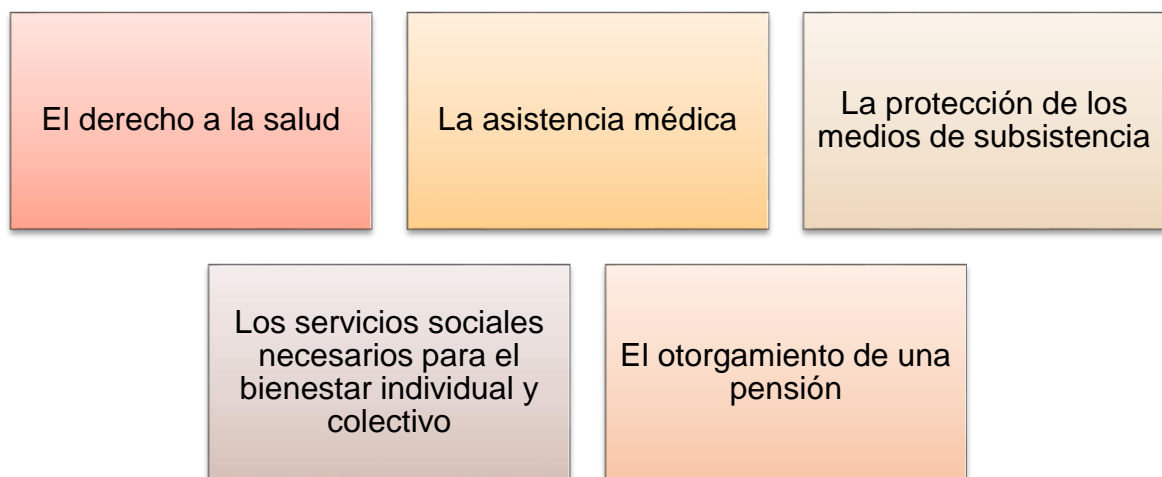 El derecho a la salud
La asistencia médica
La protección de los
medios de subsistencia
Los servicios sociales
necesarios para el
bienestar individual y
colectivo
El otorgamiento de una
pensión